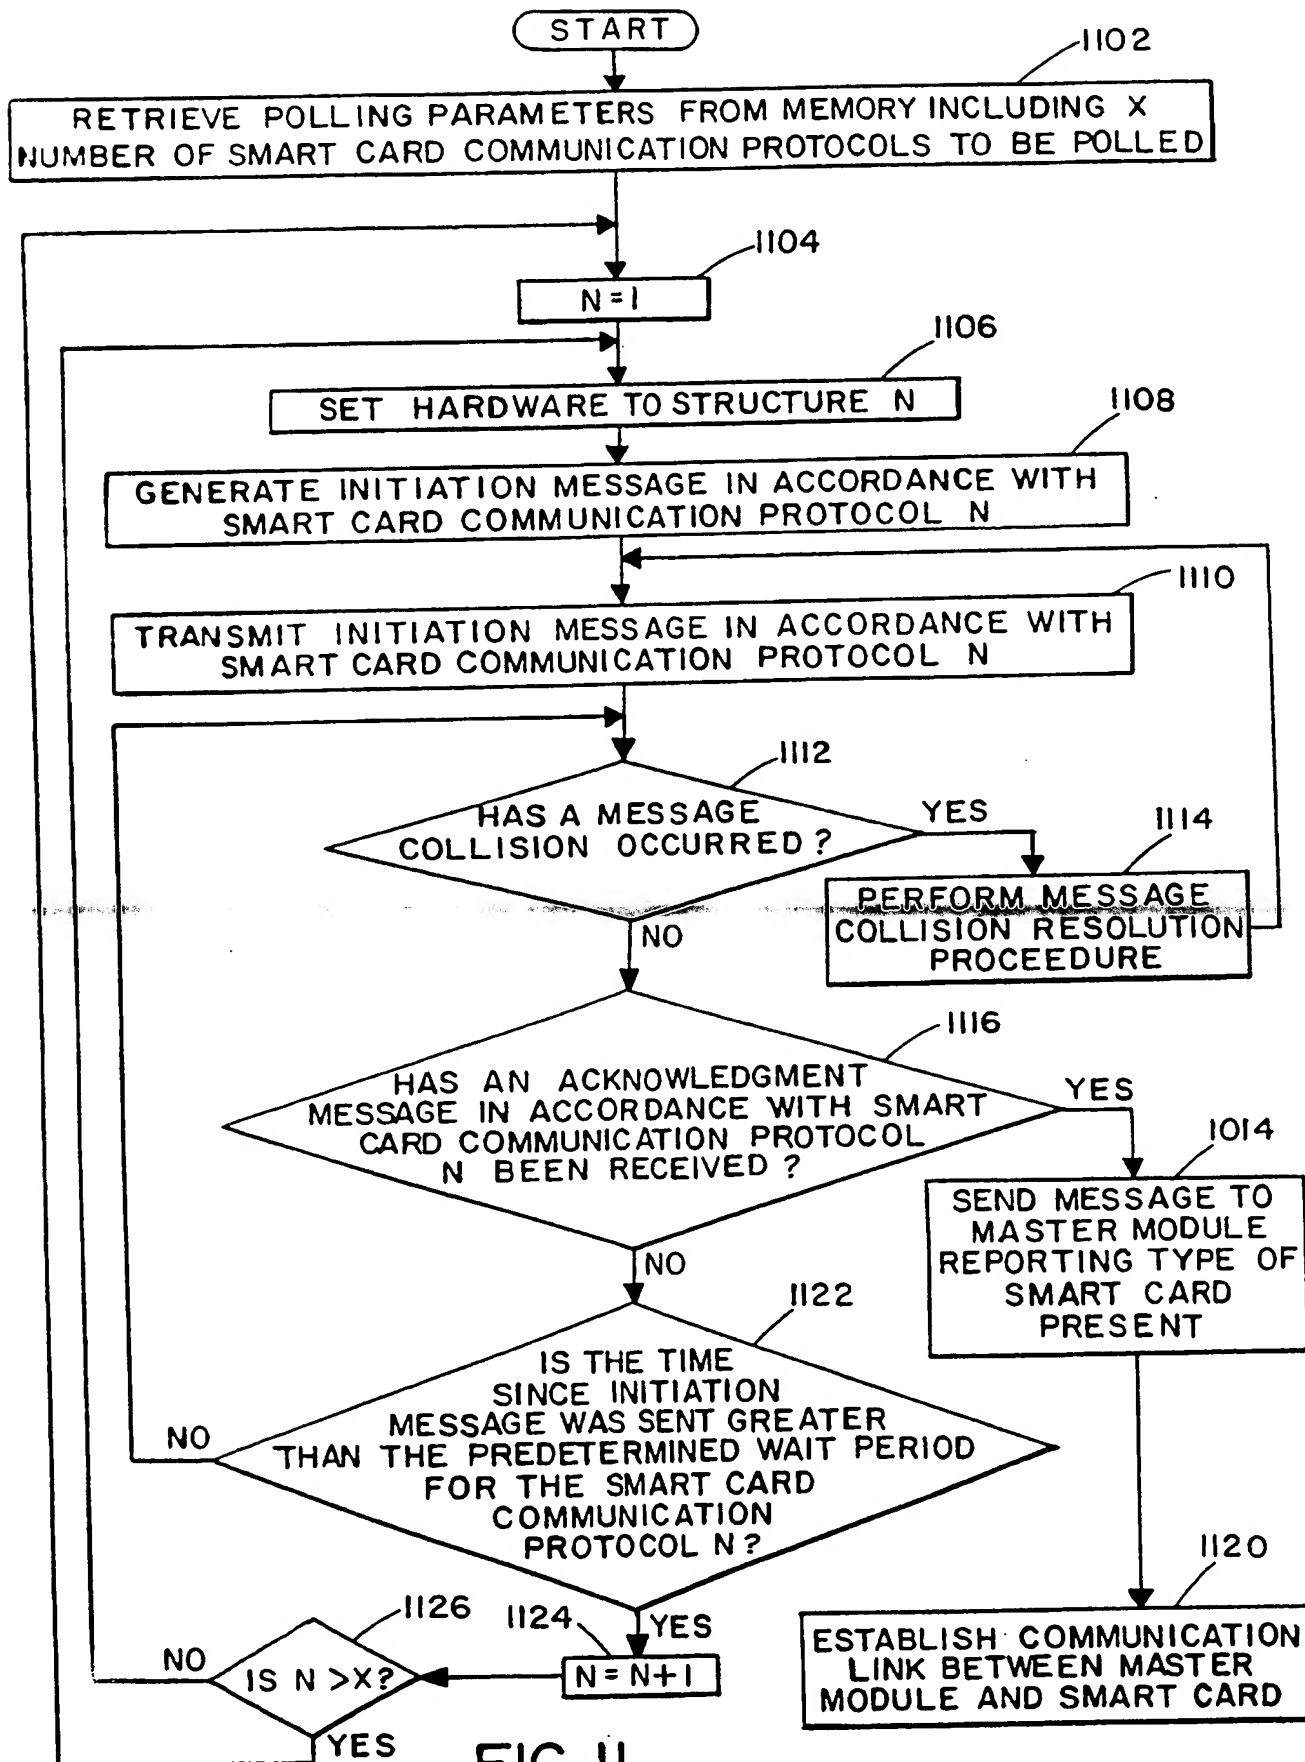 START
1102
RETRIEVE POLLING PARAMETERS FROM MEMORY INCLUDING X
NUMBER OF SMART CARD COMMUNICATION PROTOCOLS TO BE POLLED
1104
N=1
1106
SET HARDWARE TO STRUCTURE N
1108
GENERATE INITIATION MESSAGE IN ACCORDANCE WITH
SMART CARD COMMUNICATION PROTOCOL N
1110
TRANSMIT INITIATION MESSAGE IN ACCORDANCE WITH
SMART CARD COMMUNICATION PROTOCOL N
1112
HAS A MESSAGE
COLLISION OCCURRED?
YES
1114
PERFORM MESSAGE
COLLISION RESOLUTION
PROCEEDURE
NO
1116
HAS AN ACKNOWLEDGMENT
MESSAGE IN ACCORDANCE WITH SMART
CARD COMMUNICATION PROTOCOL
N BEEN RECEIVED?
YES
1014
SEND MESSAGE TO
MASTER MODULE
REPORTING TYPE OF
SMART CARD
PRESENT
NO
1122
IS THE TIME
SINCE INITIATION
MESSAGE WAS SENT GREATER
THAN THE PREDETERMINED WAIT PERIOD
FOR THE SMART CARD
COMMUNICATION
PROTOCOL N?
NO
YES
1120
ESTABLISH COMMUNICATION
LINK BETWEEN MASTER
MODULE AND SMART CARD
1124
N=N+1
1126
IS N>X?
NO
YES
FIG. 11